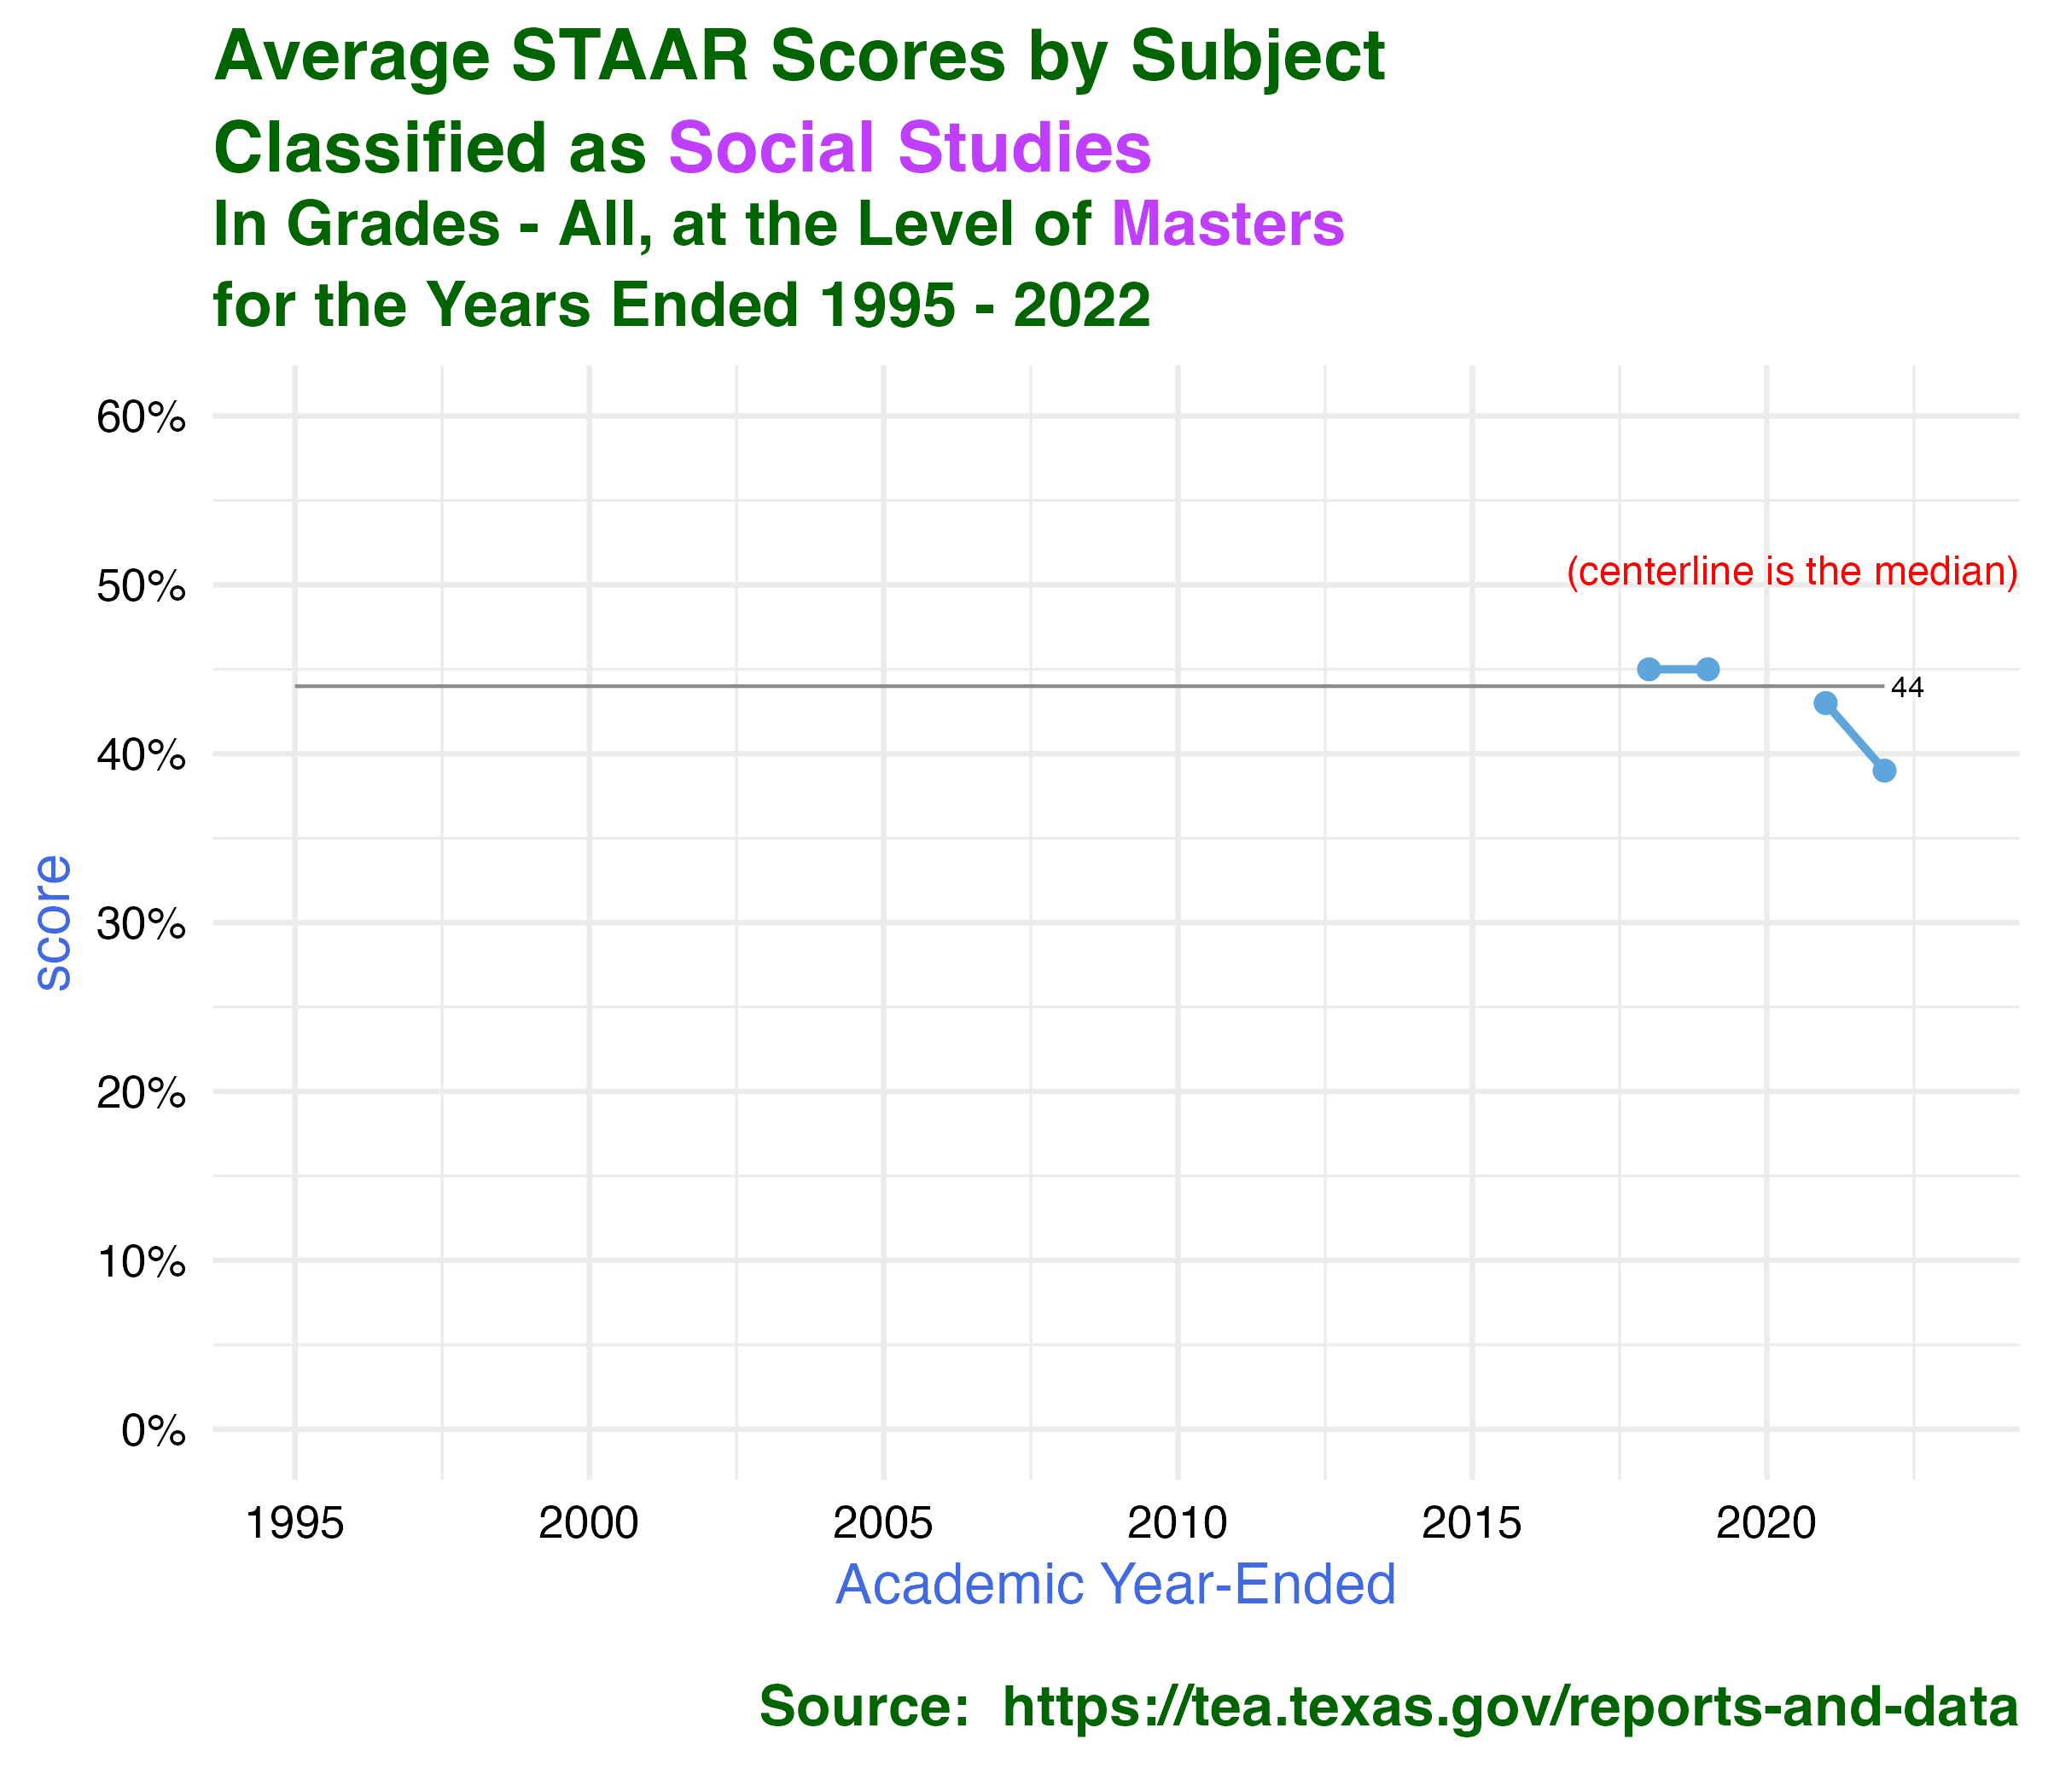 Average STAAR Scores by Subject
Classified as Social Studies
In Grades - All, at the Level of Masters
for the Years Ended 1995 - 2022
60%
50%
40%
30%
20%
10%
0%
(centerline is the median)
44
score
1995 2000 2005 2010 2015 2020
Academic Year-Ended
Source:  https://tea.texas.gov/reports-and-data